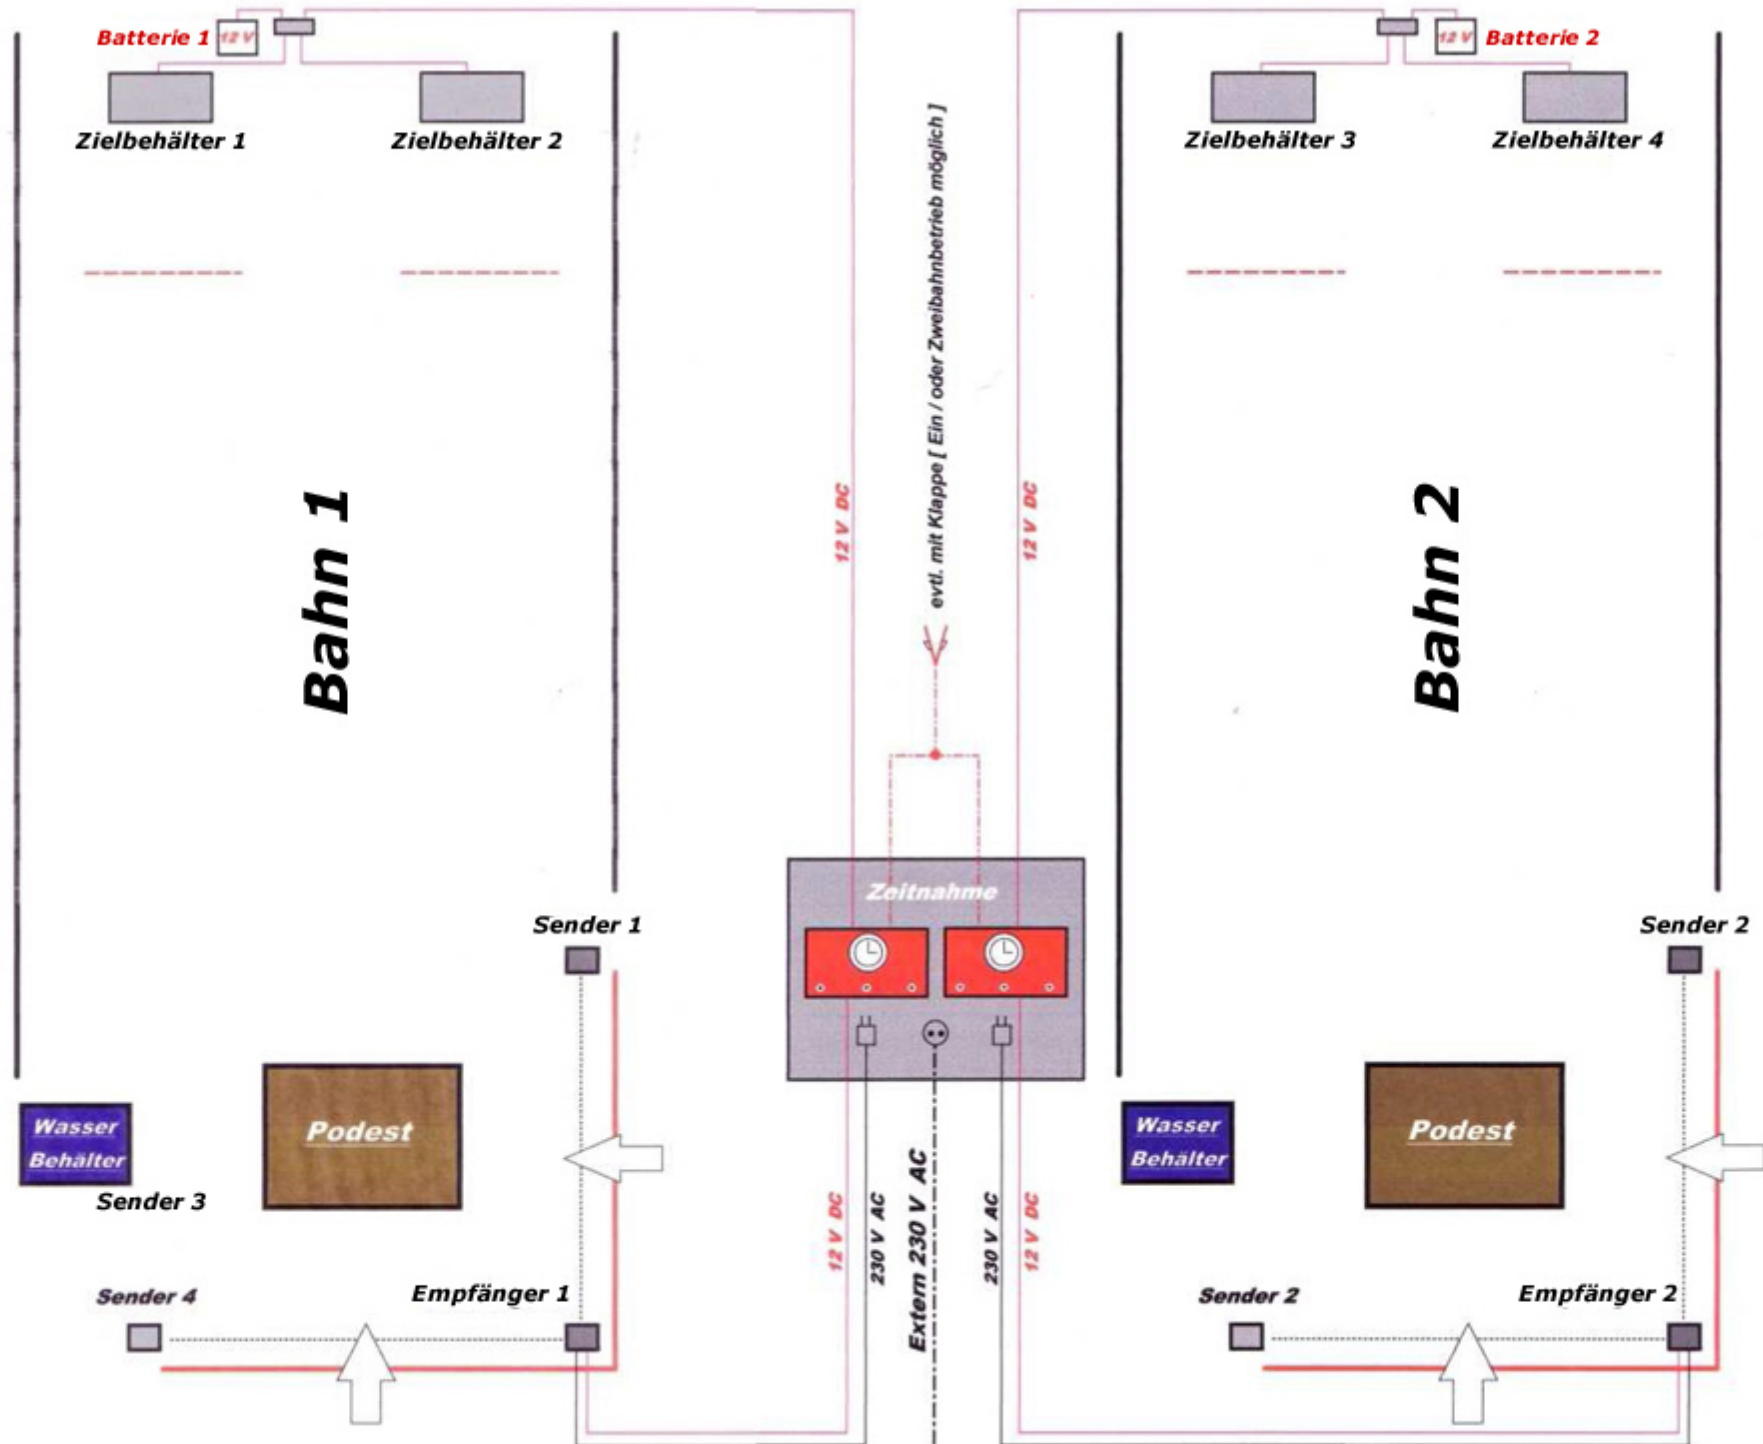 Batterie 1
12 V
12 V
Batterie 2
Zielbehälter 1
Zielbehälter 2
Zielbehälter 3
Zielbehälter 4
evtl. mit Klappe [ Ein / oder Zweibahnbetrieb möglich ]
12 V DC
12 V DC
Bahn 1
Bahn 2
Zeitnahme
Sender 1
Sender 2
Wasser
Behälter
Podest
Wasser
Behälter
Podest
Sender 3
12 V DC
230 V AC
Extern 230 V AC
230 V AC
12 V DC
Sender 4
Empfänger 1
Sender 2
Empfänger 2